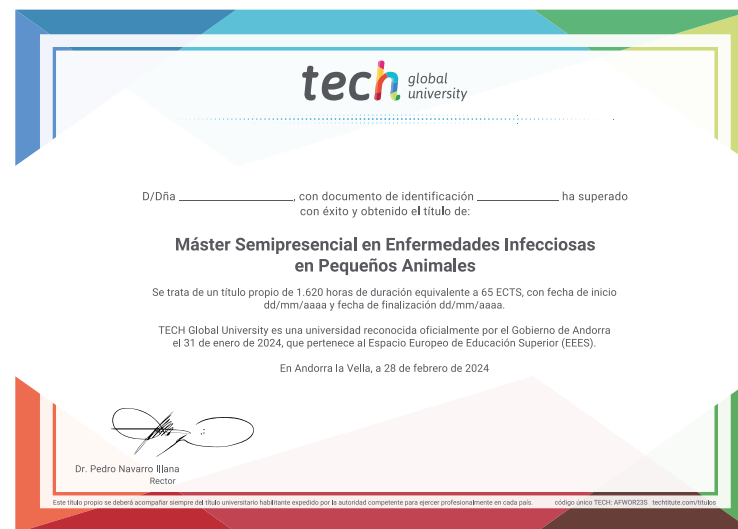 tech global
university
D/Dña ______________, con documento de identificación ______________ ha superado
con éxito y obtenido el título de:
Máster Semipresencial en Enfermedades Infecciosas
en Pequeños Animales
Se trata de un título propio de 1.620 horas de duración equivalente a 65 ECTS, con fecha de inicio
dd/mm/aaaa y fecha de finalización dd/mm/aaaa.
TECH Global University es una universidad reconocida oficialmente por el Gobierno de Andorra
el 31 de enero de 2024, que pertenece al Espacio Europeo de Educación Superior (EEES).
En Andorra la Vella, a 28 de febrero de 2024
Dr. Pedro Navarro Illana
Rector
Este título propio se deberá acompañar siempre del título universitario habilitante expedido por la autoridad competente para ejercer profesionalmente en cada país. código único TECH: AFWOR23S techtitute.com/titulos